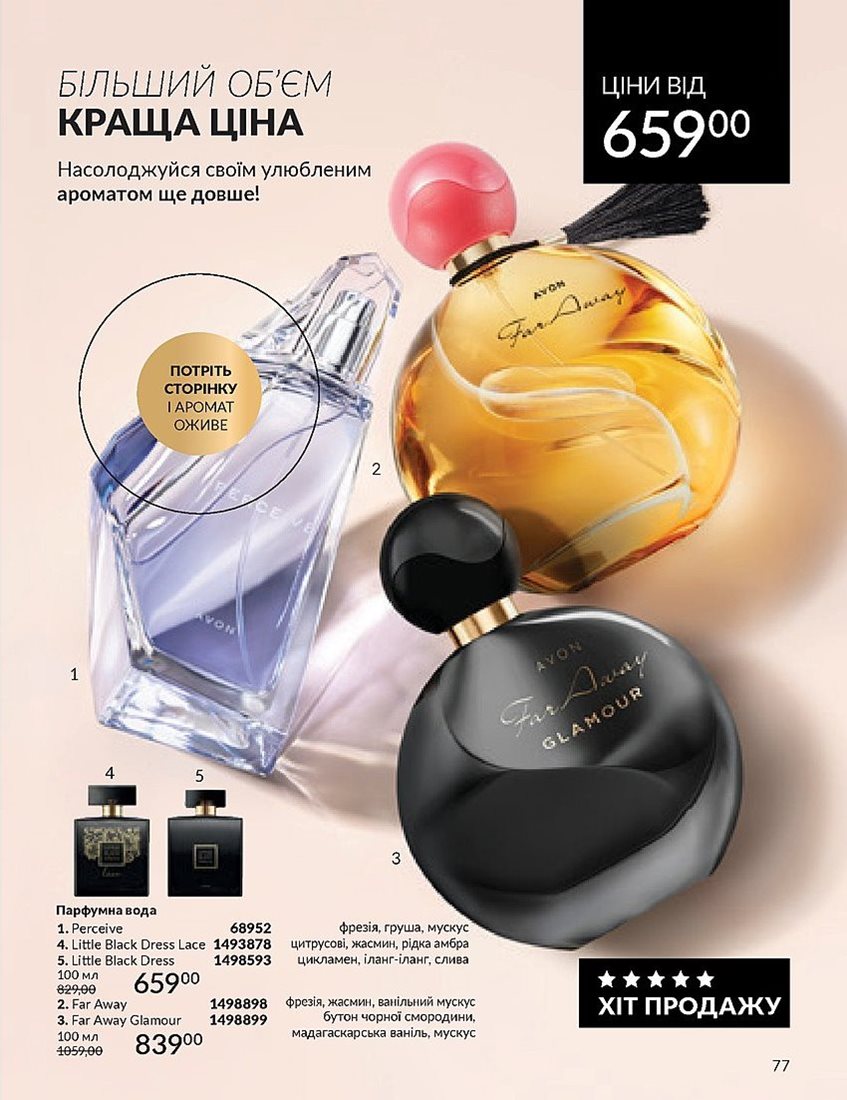 БІЛЬШИЙ ОБ'ЄМ
КРАЩА ЦІНА
Насолоджуйся своїм улюбленим
ароматом ще довше!
ЦІНИ ВІД
659⁰⁰
ПОТРІТЬ
СТОРІНКУ
І АРОМАТ
ОЖИВЕ
AVON
Far Away
2
PERCEIVE
AVON
1
AVON
Far Away
GLAMOUR
3
4
5
Парфумна вода
1. Perceive 68952 фрезія, груша, мускус
4. Little Black Dress Lace 1493878 цитрусові, жасмин, рідка амбра
5. Little Black Dress 1498593 цикламен, іланг-іланг, слива
100 мл
829,00 659⁰⁰
2. Far Away 1498898 фрезія, жасмин, ванільний мускус
3. Far Away Glamour 1498899 бутон чорної смородини,
мадагаскарська ваніль, мускус
100 мл
1059,00 839⁰⁰
ХІТ ПРОДАЖУ
77